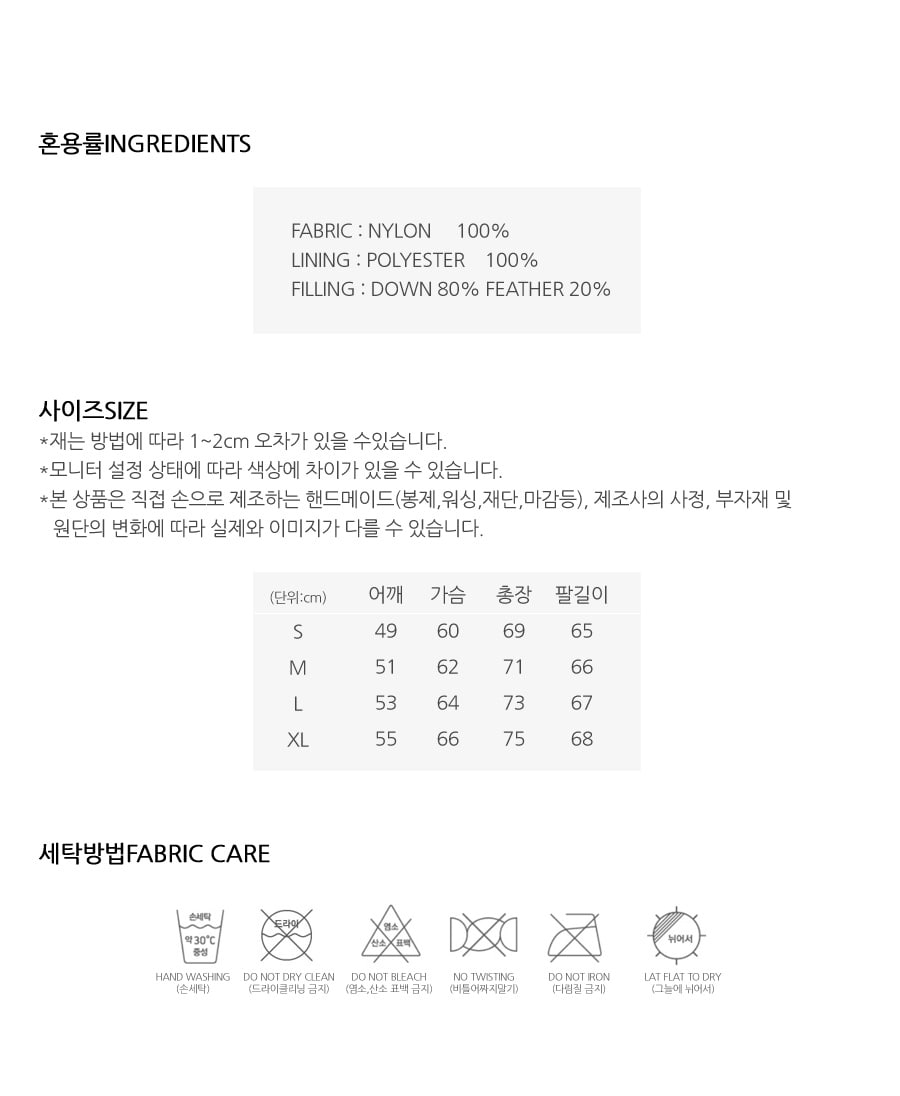 혼용률INGREDIENTS
FABRIC : NYLON 100%
LINING : POLYESTER 100%
FILLING : DOWN 80% FEATHER 20%
사이즈SIZE
*재는 방법에 따라 1~2cm 오차가 있을 수있습니다.
*모니터 설정 상태에 따라 색상에 차이가 있을 수 있습니다.
*본 상품은 직접 손으로 제조하는 핸드메이드(봉제,워싱,재단,마감등), 제조사의 사정, 부자재 및
원단의 변화에 따라 실제와 이미지가 다를 수 있습니다.
(단위:cm) 어깨 가슴 총장 팔길이
S 49 60 69 65
M 51 62 71 66
L 53 64 73 67
XL 55 66 75 68
세탁방법FABRIC CARE
손세탁 드라이 염소
약 30℃ 산소 표백 뉘어서
중성
HAND WASHING DO NOT DRY CLEAN DO NOT BLEACH NO TWISTING DO NOT IRON LAT FLAT TO DRY
(손세탁) (드라이클리닝 금지) (염소,산소 표백 금지) (비틀어짜지말기) (다림질 금지) (그늘에 뉘어서)